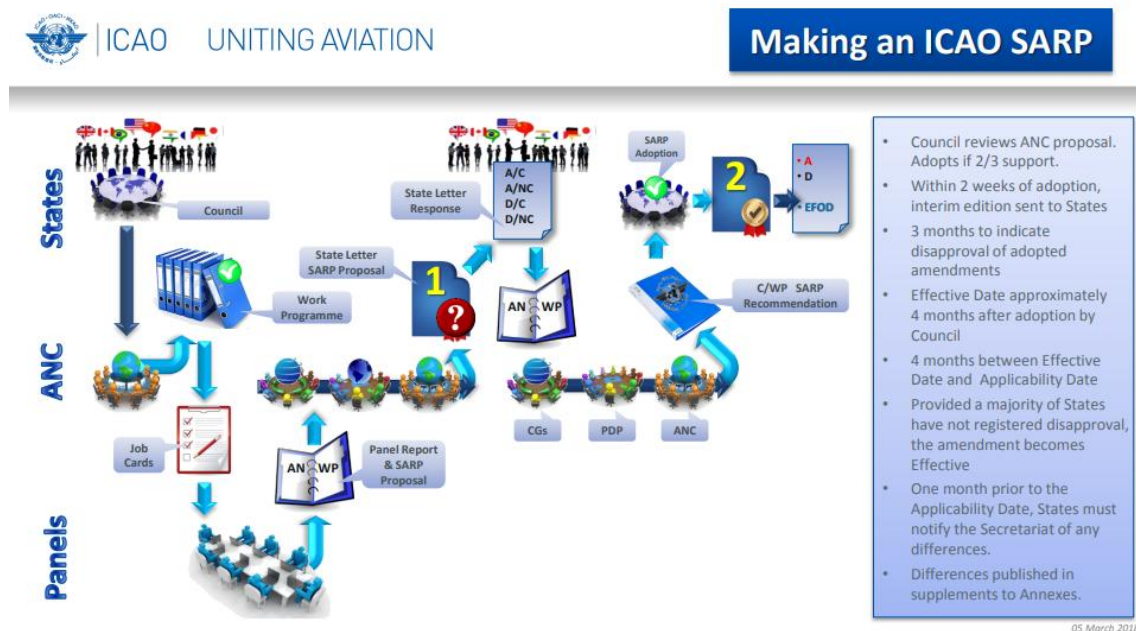 ICAO
UNITING AVIATION
Making an ICAO SARP
States
ANC
Panels
Council
Work
Programme
Job
Cards
AN WP
Panel Report
& SARP
Proposal
State Letter
SARP Proposal
1
?
State Letter
Response
A/C
A/NC
D/C
D/NC
AN WP
CGs
PDP
ANC
C/WP SARP
Recommendation
SARP
Adoption
2
• A
• D
• EFOD
• Council reviews ANC proposal.
Adopts if 2/3 support.
• Within 2 weeks of adoption,
interim edition sent to States
• 3 months to indicate
disapproval of adopted
amendments
• Effective Date approximately
4 months after adoption by
Council
• 4 months between Effective
Date and Applicability Date
• Provided a majority of States
have not registered disapproval,
the amendment becomes
Effective
• One month prior to the
Applicability Date, States must
notify the Secretariat of any
differences.
• Differences published in
supplements to Annexes.
05 March 201